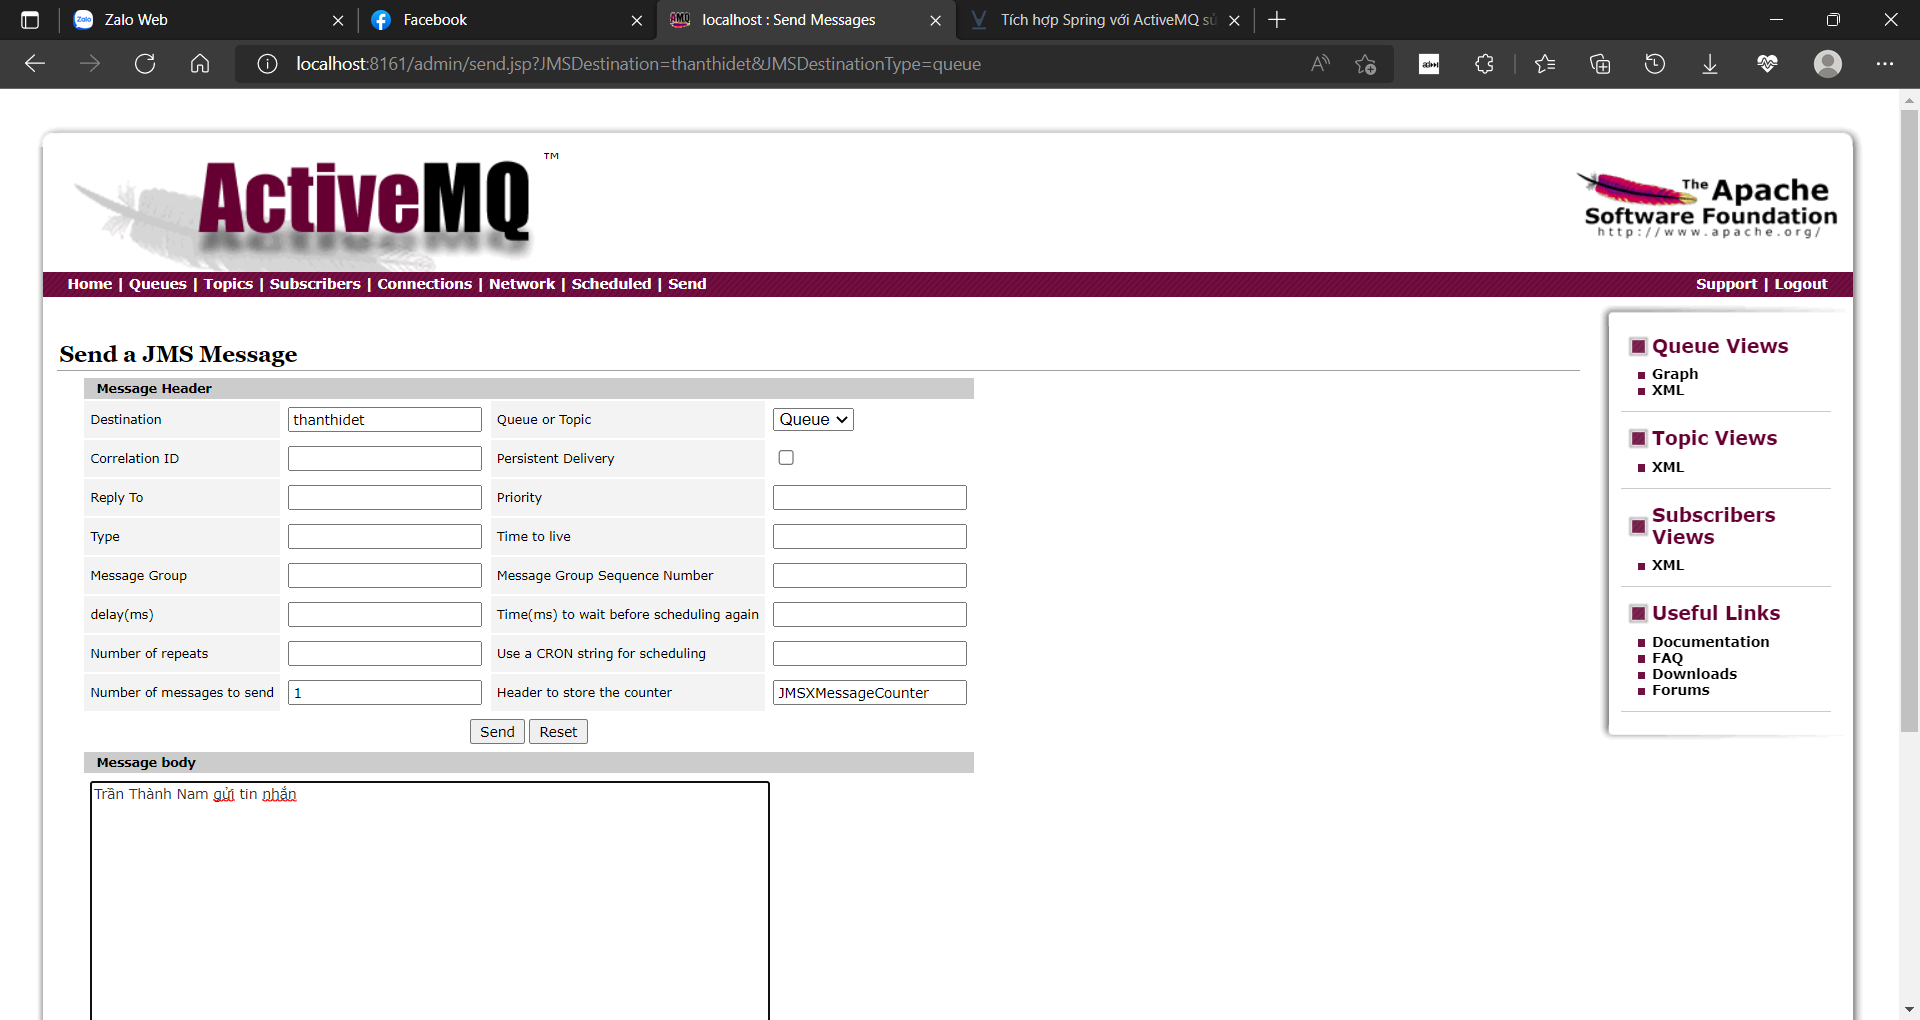 Zalo Web
Facebook
localhost : Send Messages
Tích hợp Spring với ActiveMQ sử
localhost:8161/admin/send.jsp?JMSDestination=thanthidet&JMSDestinationType=queue
ActiveMQ ™
The Apache
Software Foundation
http://www.apache.org/
Home | Queues | Topics | Subscribers | Connections | Network | Scheduled | Send
Support | Logout
Send a JMS Message
Message Header
Destination thanthidet Queue or Topic Queue
Correlation ID Persistent Delivery
Reply To Priority
Type Time to live
Message Group Message Group Sequence Number
delay(ms) Time(ms) to wait before scheduling again
Number of repeats Use a CRON string for scheduling
Number of messages to send 1 Header to store the counter JMSXMessageCounter
Send Reset
Message body
Trần Thành Nam gửi tin nhắn
Queue Views
Graph
XML
Topic Views
XML
Subscribers
Views
XML
Useful Links
Documentation
FAQ
Downloads
Forums